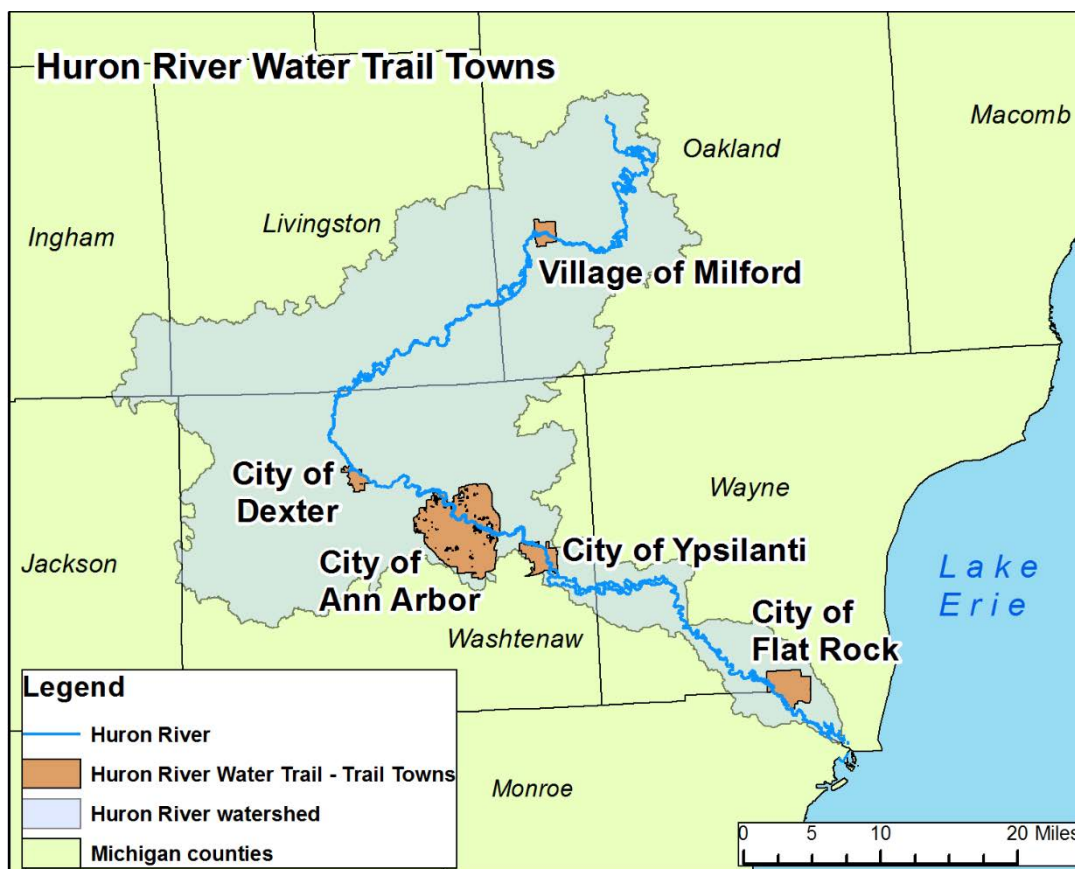 Huron River Water Trail Towns
Macomb
Oakland
Livingston
Ingham
Village of Milford
City of
Dexter
Wayne
City of Ypsilanti
Jackson
City of
Ann Arbor
Lake
Erie
City of
Flat Rock
Washtenaw
Legend
Huron River
Huron River Water Trail - Trail Towns
Huron River watershed
Michigan counties
Monroe
0 5 10 20 Miles